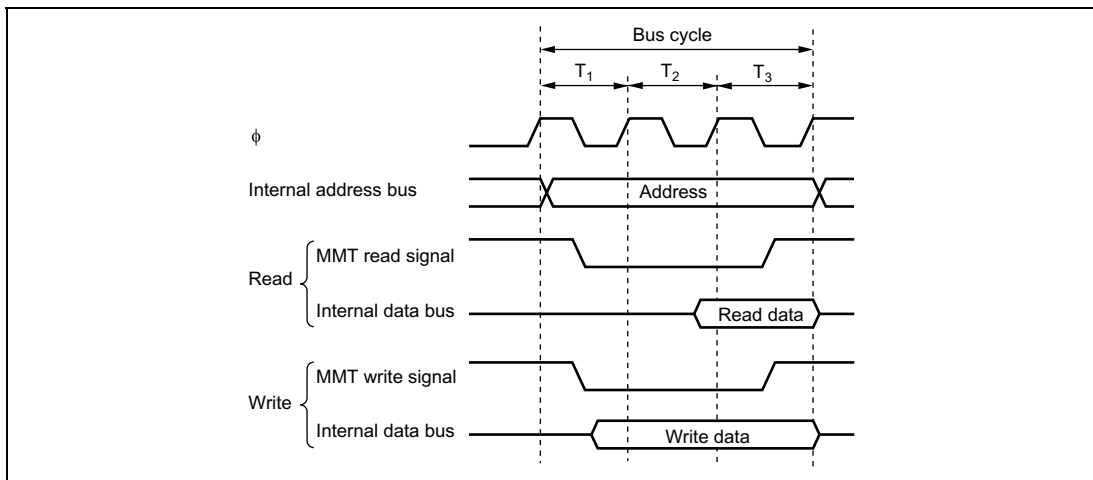 Bus cycle
T₁ T₂ T₃
ϕ
Internal address bus Address
MMT read signal
Read
Internal data bus Read data
MMT write signal
Write
Internal data bus Write data